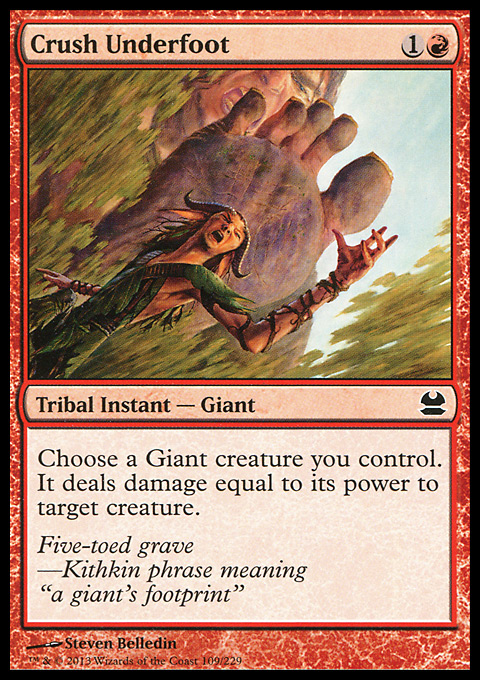 Crush Underfoot 1
Tribal Instant — Giant
Choose a Giant creature you control.
It deals damage equal to its power to
target creature.
Five-toed grave
—Kithkin phrase meaning
“a giant’s footprint”
Steven Belledin
™ & © 2013 Wizards of the Coast 109/229